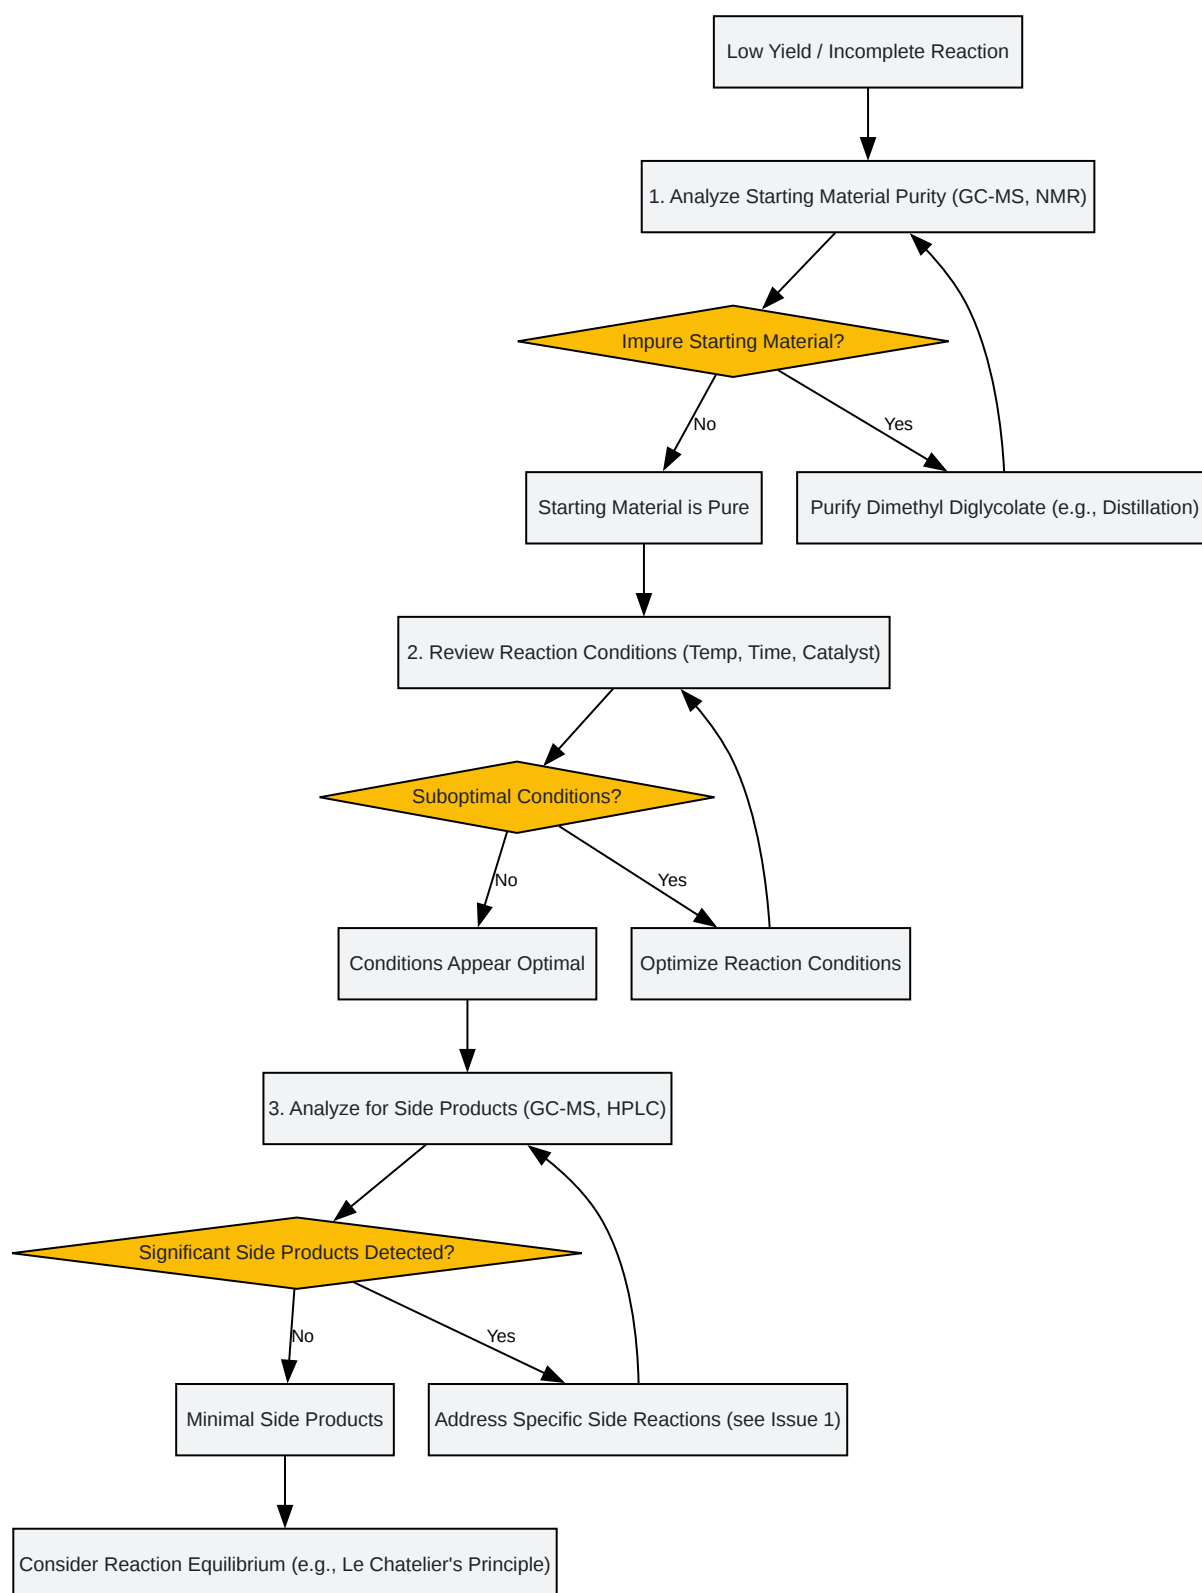 Low Yield / Incomplete Reaction
1. Analyze Starting Material Purity (GC-MS, NMR)
Impure Starting Material?
No
Yes
Starting Material is Pure
Purify Dimethyl Diglycolate (e.g., Distillation)
2. Review Reaction Conditions (Temp, Time, Catalyst)
Suboptimal Conditions?
No
Yes
Conditions Appear Optimal
Optimize Reaction Conditions
3. Analyze for Side Products (GC-MS, HPLC)
Significant Side Products Detected?
No
Yes
Minimal Side Products
Address Specific Side Reactions (see Issue 1)
Consider Reaction Equilibrium (e.g., Le Chatelier's Principle)